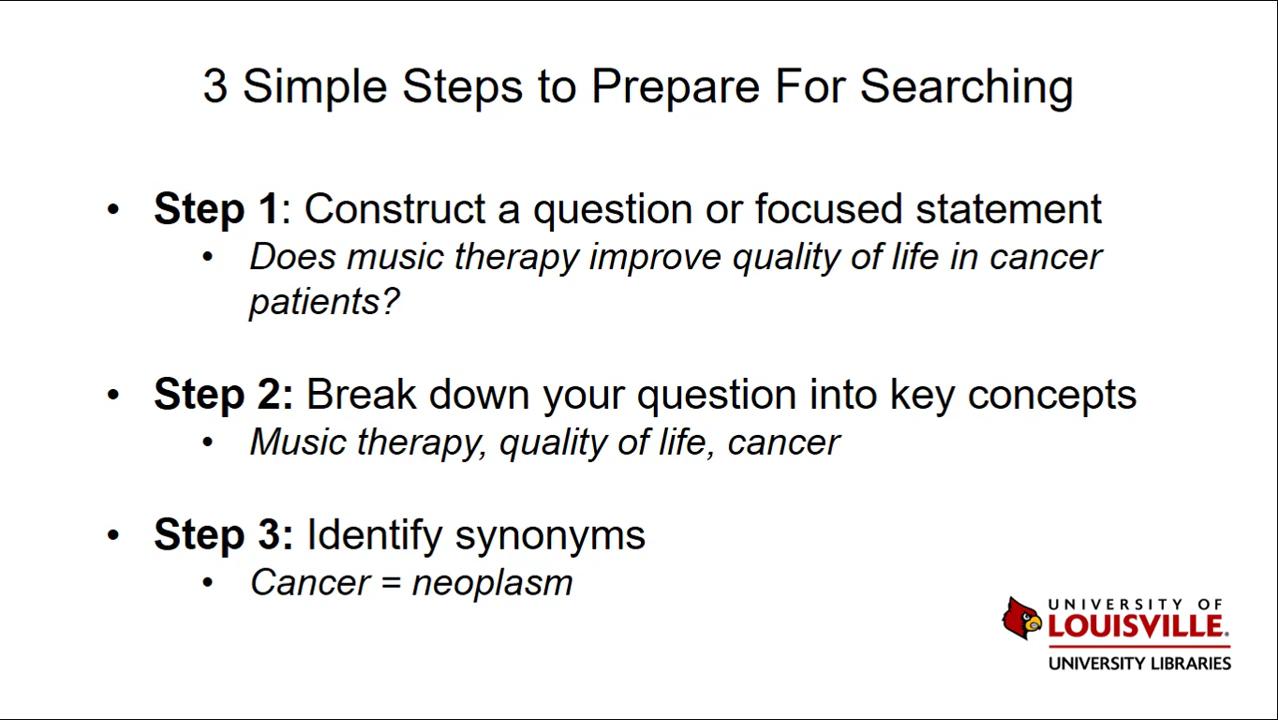 3 Simple Steps to Prepare For Searching
• Step 1: Construct a question or focused statement
• Does music therapy improve quality of life in cancer
patients?
• Step 2: Break down your question into key concepts
• Music therapy, quality of life, cancer
• Step 3: Identify synonyms
• Cancer = neoplasm
UNIVERSITY OF
LOUISVILLE.
UNIVERSITY LIBRARIES